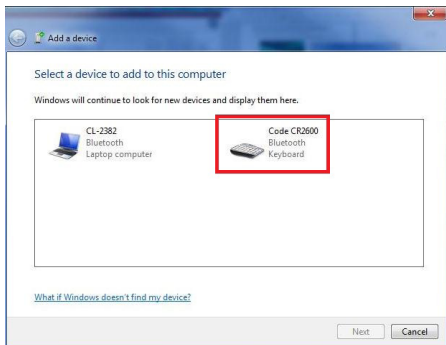 Add a device
Select a device to add to this computer
Windows will continue to look for new devices and display them here.
CL-2382
Bluetooth
Laptop computer
Code CR2600
Bluetooth
Keyboard
What if Windows doesn't find my device?
Next
Cancel